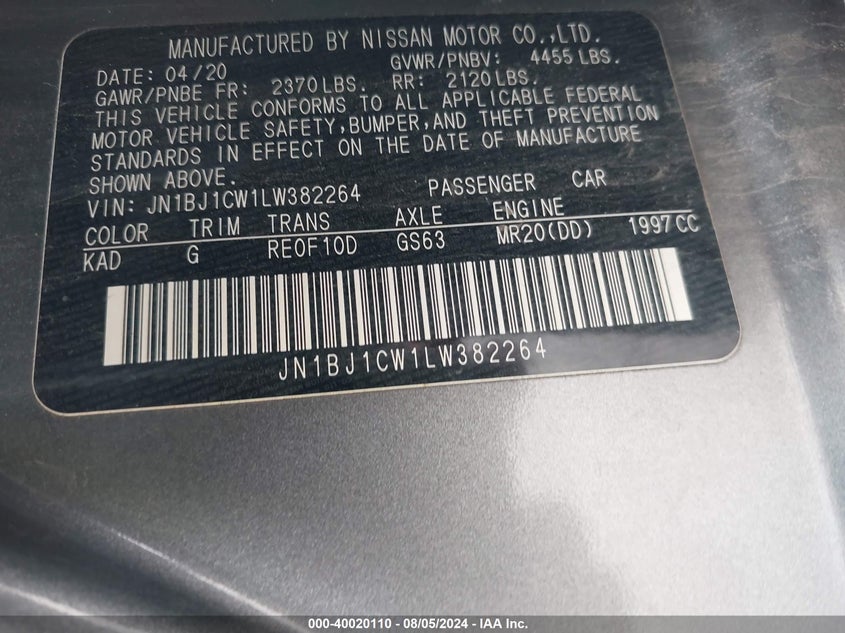 MANUFACTURED BY NISSAN MOTOR CO.,LTD.
DATE: 04/20 GVWR/PNBV: 4455 LBS.
GAWR/PNBE FR: 2370 LBS. RR: 2120 LBS.
THIS VEHICLE CONFORMS TO ALL APPLICABLE FEDERAL
MOTOR VEHICLE SAFETY,BUMPER,AND THEFT PREVENTION
STANDARDS IN EFFECT ON THE DATE OF MANUFACTURE
SHOWN ABOVE.
VIN: JN1BJ1CW1LW382264 PASSENGER CAR
COLOR TRIM TRANS AXLE ENGINE
KAD G RE0F10D GS63 MR20(DD) 1997CC
JN1BJ1CW1LW382264
000-40020110 - 08/05/2024 - IAA Inc.